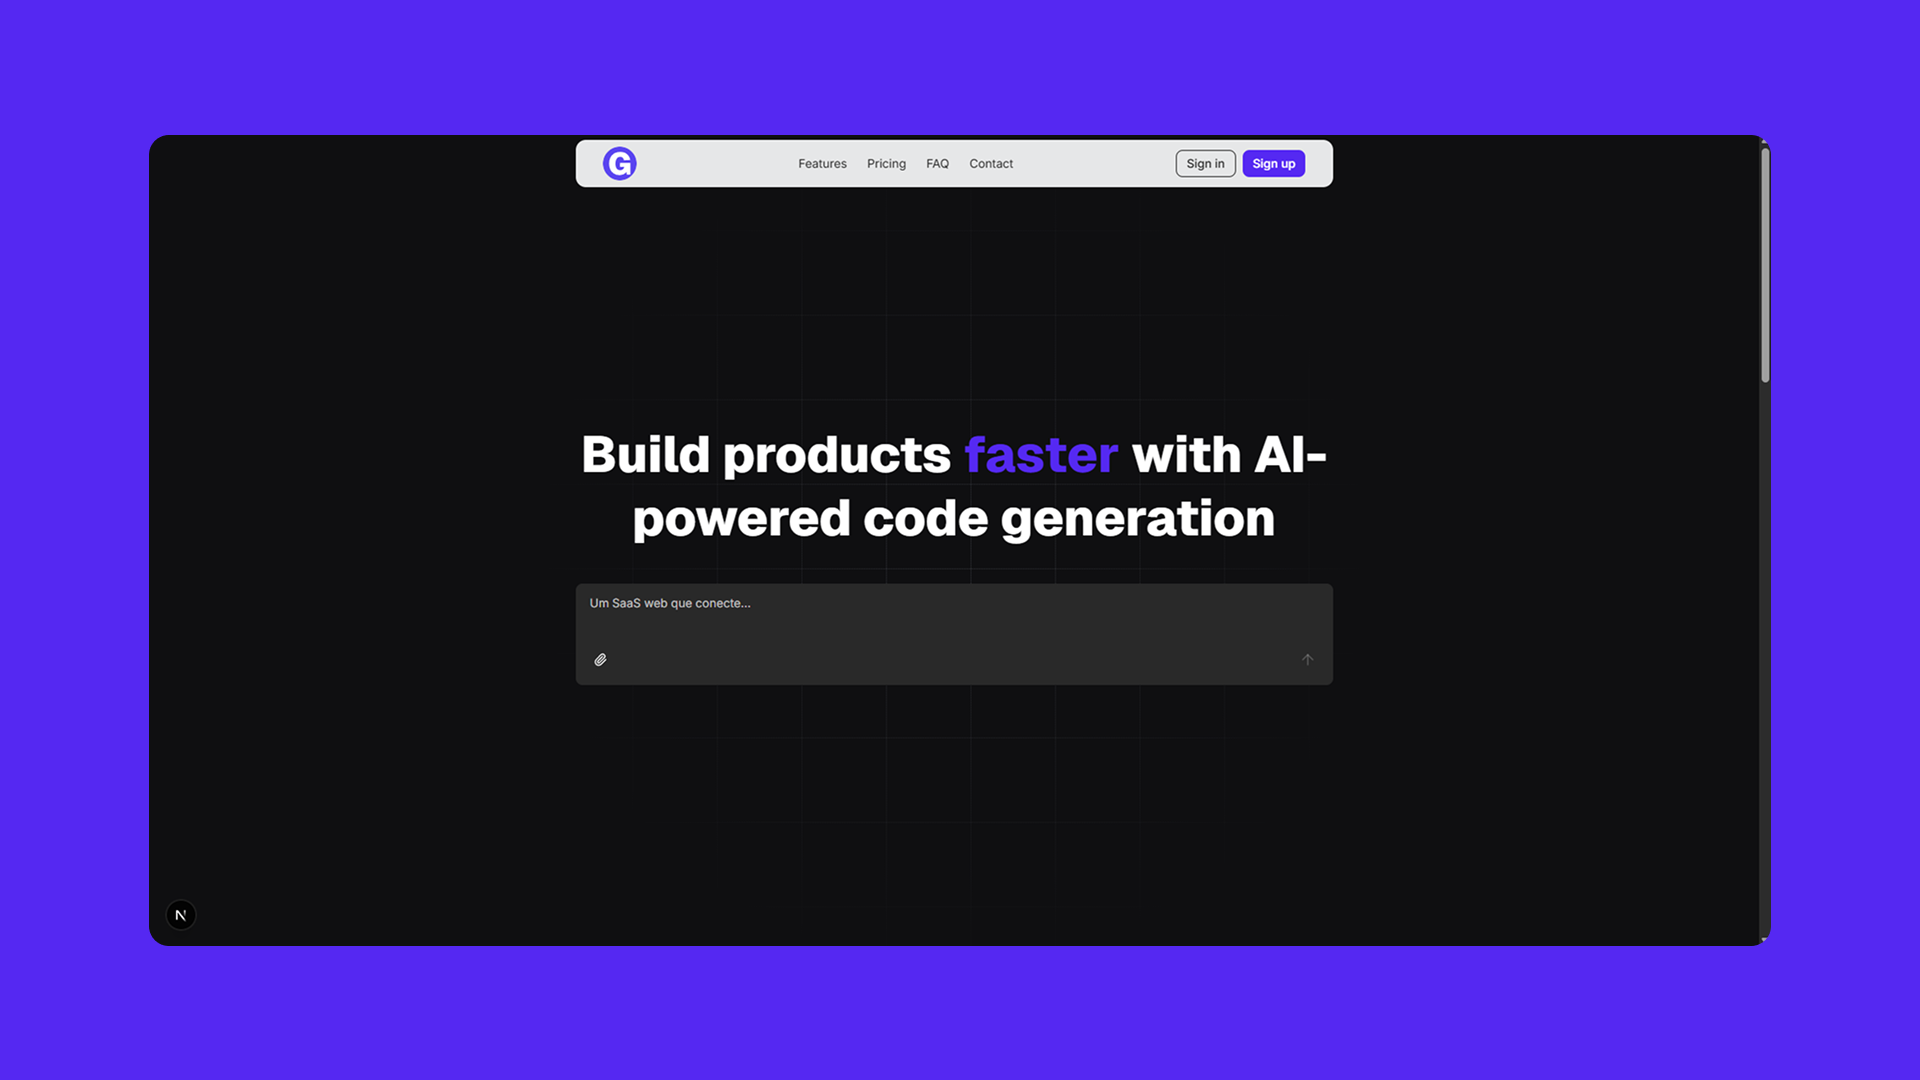 G
Features Pricing FAQ Contact
Sign in Sign up
Build products faster with AI-
powered code generation
Um SaaS web que conecte...
N